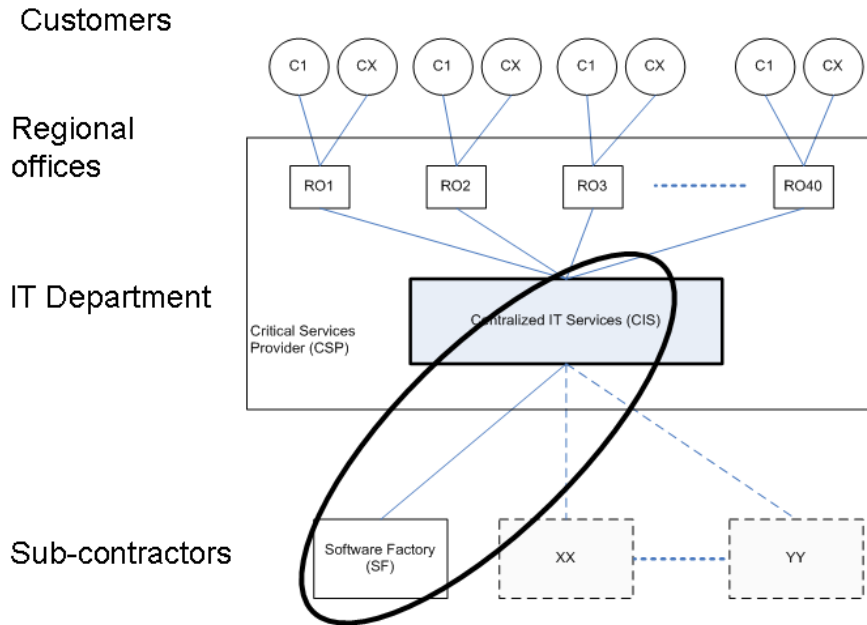 Customers
C1 CX C1 CX C1 CX C1 CX
Regional
offices
RO1 RO2 RO3 RO40
IT Department
Centralized IT Services (CIS)
Critical Services
Provider (CSP)
Sub-contractors
Software Factory
(SF)
XX
YY